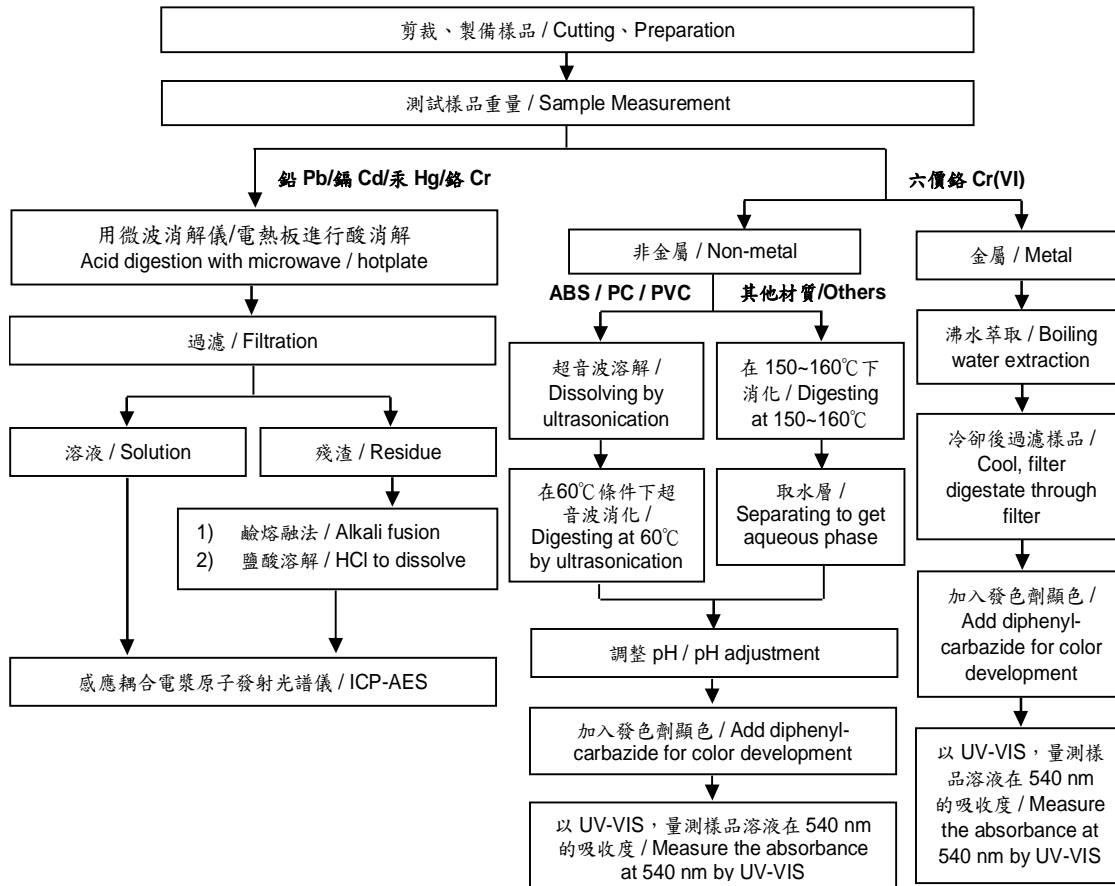 剪裁、製備樣品 / Cutting、Preparation
測試樣品重量 / Sample Measurement
鉛 Pb/鎘 Cd/汞 Hg/鉻 Cr
六價鉻 Cr(VI)
用微波消解儀/電熱板進行酸消解
Acid digestion with microwave / hotplate
非金屬 / Non-metal
金屬 / Metal
ABS / PC / PVC
其他材質/Others
過濾 / Filtration
超音波溶解 /
Dissolving by
ultrasonication
在 150~160℃下
消化 / Digesting
at 150~160℃
沸水萃取 / Boiling
water extraction
溶液 / Solution
殘渣 / Residue
冷卻後過濾樣品 /
Cool, filter
digestate through
filter
在60℃條件下超
音波消化 /
Digesting at 60℃
by ultrasonication
取水層 /
Separating to get
aqueous phase
1) 鹼熔融法 / Alkali fusion
2) 鹽酸溶解 / HCl to dissolve
加入發色劑顯色 /
Add diphenyl-
carbazide for color
development
調整 pH / pH adjustment
感應耦合電漿原子發射光譜儀 / ICP-AES
加入發色劑顯色 / Add diphenyl-
carbazide for color development
以 UV-VIS，量測樣
品溶液在 540 nm
的吸收度 / Measure
the absorbance at
540 nm by UV-VIS
以 UV-VIS，量測樣品溶液在 540 nm
的吸收度 / Measure the absorbance
at 540 nm by UV-VIS